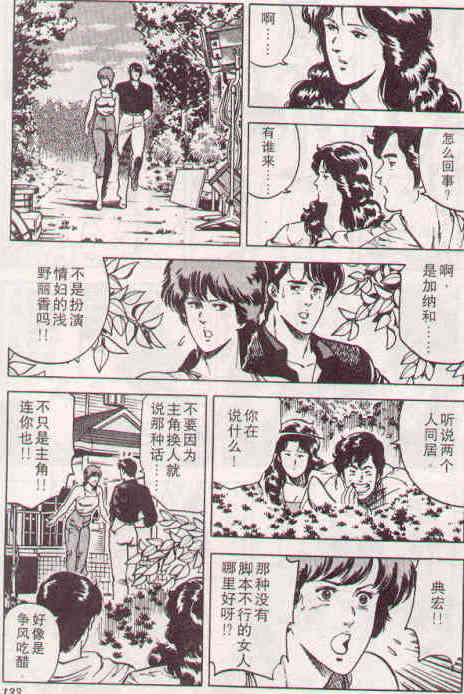 啊……
怎么回事?
有谁来……
啊,
是加纳和……
不是扮演
情妇的浅
野丽香吗!!
听说两个
人同居。
你在
说什么!
典宏!!
那种没有
脚本不行的女人
哪里好呀!?
不要因为
主角换人就
说那种话……
不只是主角!
连你也!!
好像是
争风吃醋